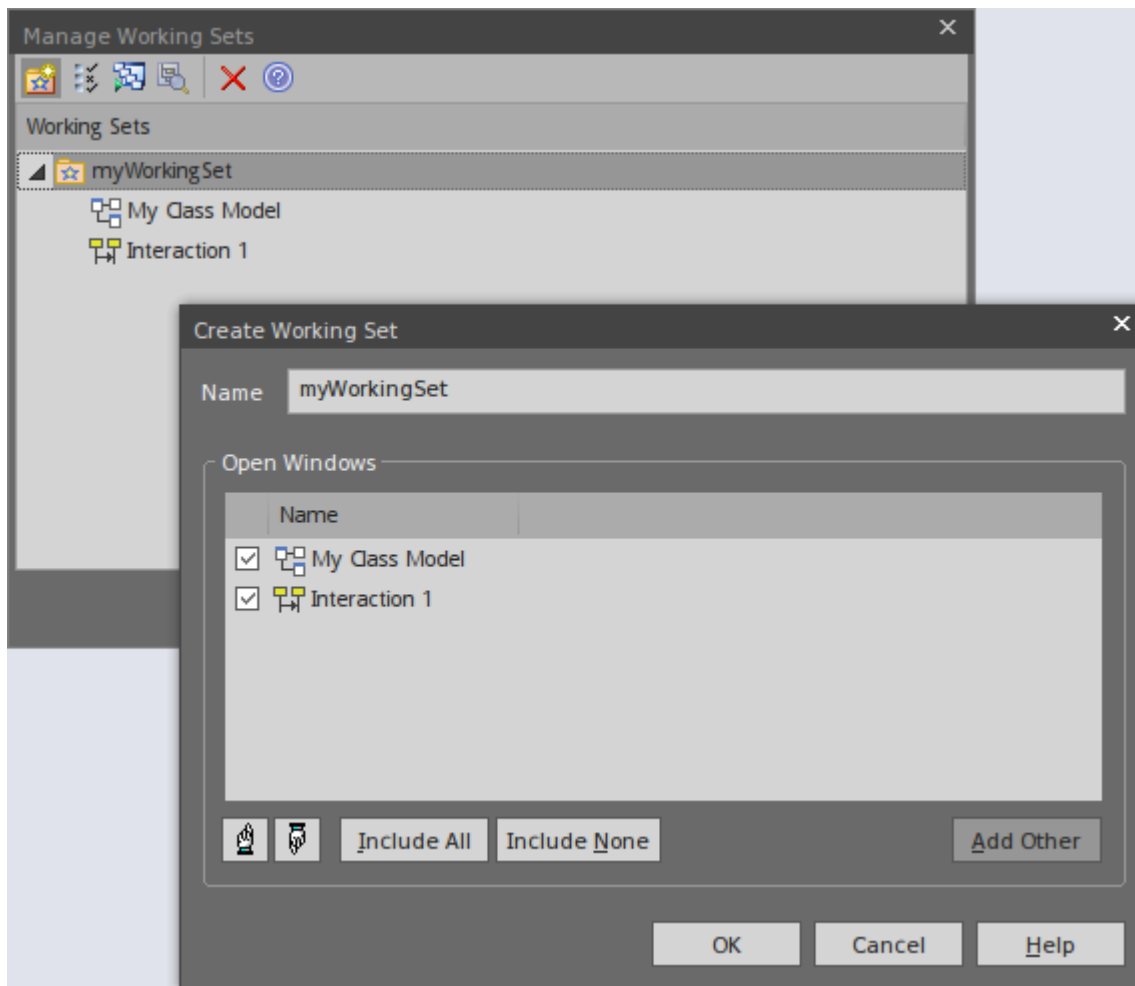 Manage Working Sets
Working Sets
myWorkingSet
My Class Model
Interaction 1
Create Working Set
Name myWorkingSet
Open Windows
Name
My Class Model
Interaction 1
Include All Include None Add Other
OK Cancel Help